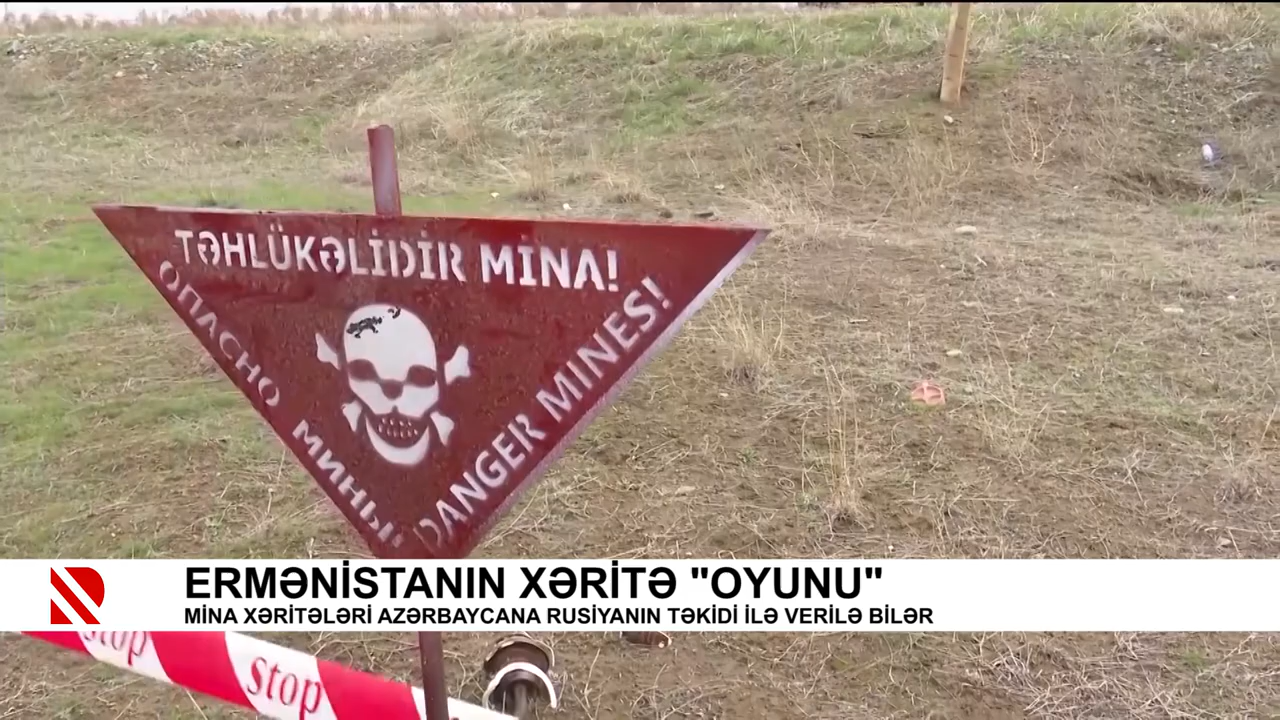 TƏHLÜKƏLİDİR MİNA!
ОПАСНО МИНЫ
DANGER MINES!
ERMƏNİSTANIN XƏRİTƏ "OYUNU"
MİNA XƏRİTƏLƏRİ AZƏRBAYCANA RUSİYANIN TƏKİDİ İLƏ VERİLƏ BİLƏR
stop
stop